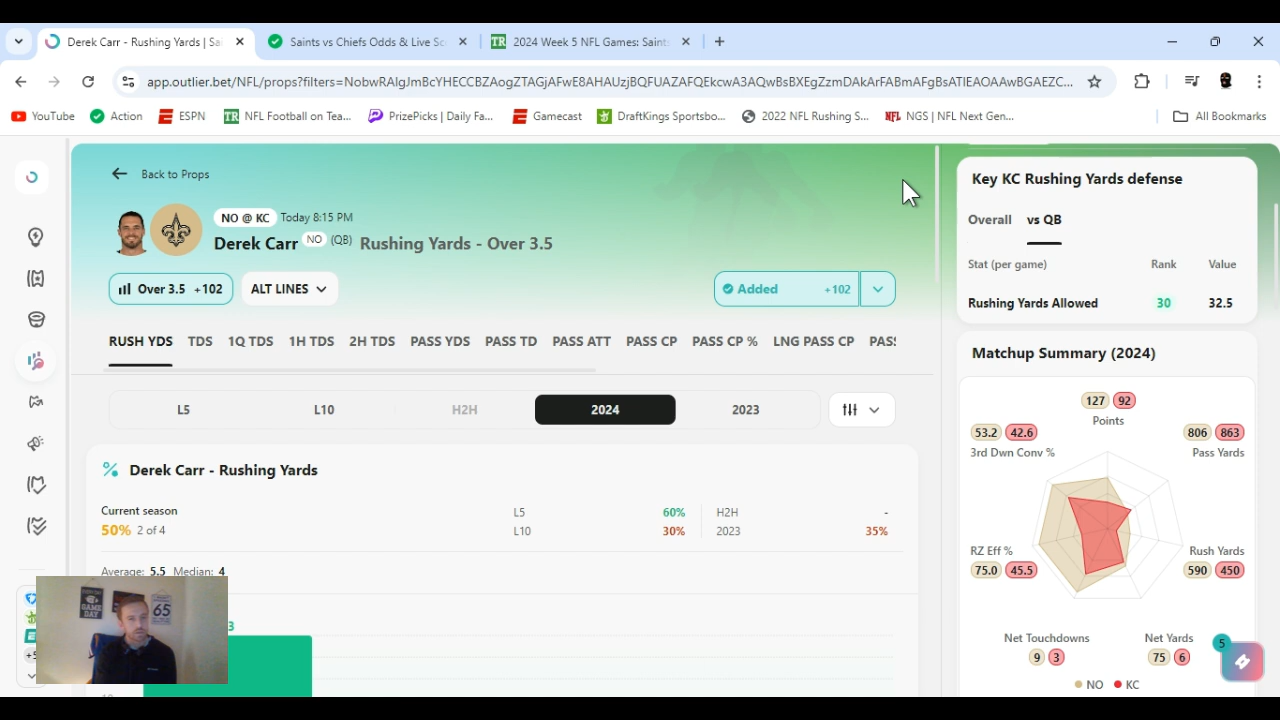 Derek Carr - Rushing Yards | Sa
Saints vs Chiefs Odds & Live Sc
TR 2024 Week 5 NFL Games: Saint
app.outlier.bet/NFL/props?filters=NobwRAlgJmBcYHECCBZAogZTAGjAFwE8AHAUzjBQFUAZAFQEkcwA3AQwBsBXEgZzmDAkArFABmAFgBsATIEAOAAwBGAEZC...
YouTube
Action
ESPN
TR NFL Football on Tea...
PrizePicks | Daily Fa...
Gamecast
DraftKings Sportsbo...
2022 NFL Rushing S...
NFL NGS | NFL Next Gen...
All Bookmarks
Back to Props
NO @ KC Today 8:15 PM
Derek Carr NO (QB) Rushing Yards - Over 3.5
Over 3.5 +102
ALT LINES
Added +102
RUSH YDS TDS 1Q TDS 1H TDS 2H TDS PASS YDS PASS TD PASS ATT PASS CP PASS CP % LNG PASS CP PAS
L5 L10 H2H 2024 2023
Derek Carr - Rushing Yards
Current season
50% 2 of 4
L5 60% H2H -
L10 30% 2023 35%
Average: 5.5 Median: 4
3
Key KC Rushing Yards defense
Overall vs QB
Stat (per game) Rank Value
Rushing Yards Allowed 30 32.5
Matchup Summary (2024)
127 92
Points
53.2 42.6
3rd Dwn Conv %
806 863
Pass Yards
RZ Eff %
75.0 45.5
Rush Yards
590 450
Net Touchdowns
9 3
Net Yards
75 6
5
NO KC
GAME DAY
65